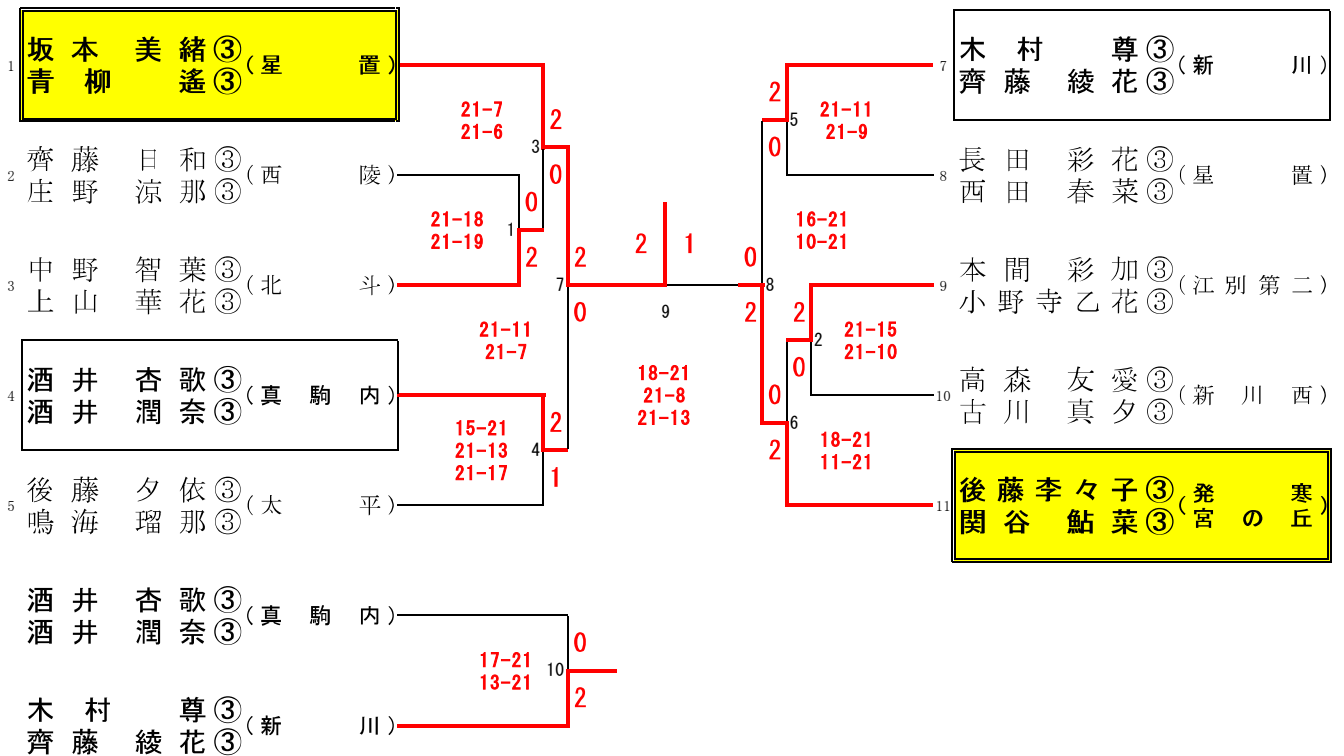 1 坂本 美緒③(星 置)
青柳 遙③
2 齊藤 日和③(西 陵)
庄野 涼那③
3 中野 智葉③(北 斗)
上山 華花③
4 酒井 杏歌③(真駒内)
酒井 潤奈③
5 後藤 夕依③(太 平)
鳴海 瑠那③
酒井 杏歌③(真駒内)
酒井 潤奈③
木村 尊③(新 川)
齊藤 綾花③
21-7
21-6
3
2
0
21-18
21-19
1
0
2
7
2
0
21-11
21-7
15-21
21-13
21-17
4
2
1
17-21
13-21
10
0
2
2
1
9
18-21
21-8
21-13
2
0
5
21-11
21-9
16-21
10-21
0
2
8
2
0
2
21-15
21-10
0
2
6
18-21
11-21
7 木村 尊③(新 川)
齊藤 綾花③
8 長田 彩花③(星 置)
西田 春菜③
9 本間 彩加③(江別第二)
小野寺乙花③
10 高森 友愛③(新川西)
古川 真夕③
11 後藤李々子③(発 寒)
関谷 鮎菜③(宮の丘)